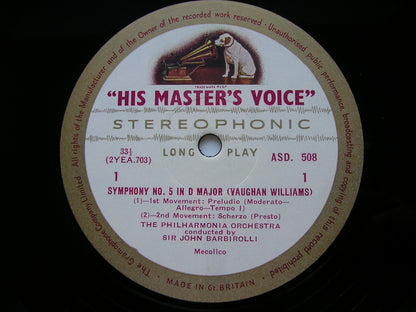 All rights of the Manufacturer and of the Owner of the recorded work reserved. Unauthorised public performance, broadcasting and copying of this record prohibited.
TRADE MARK
"HIS MASTER'S VOICE"
STEREOPHONIC
33⅓
(2YEA.703)
LONG PLAY
ASD. 508
1 1
SYMPHONY NO. 5 IN D MAJOR (VAUGHAN WILLIAMS)
(1)—1st Movement: Preludio (Moderato—
Allegro—Tempo I)
(2)—2nd Movement: Scherzo (Presto)
THE PHILHARMONIA ORCHESTRA
conducted by
SIR JOHN BARBIROLLI
Mecolico
The Gramophone Company Limited.
MADE IN Gt. BRITAIN